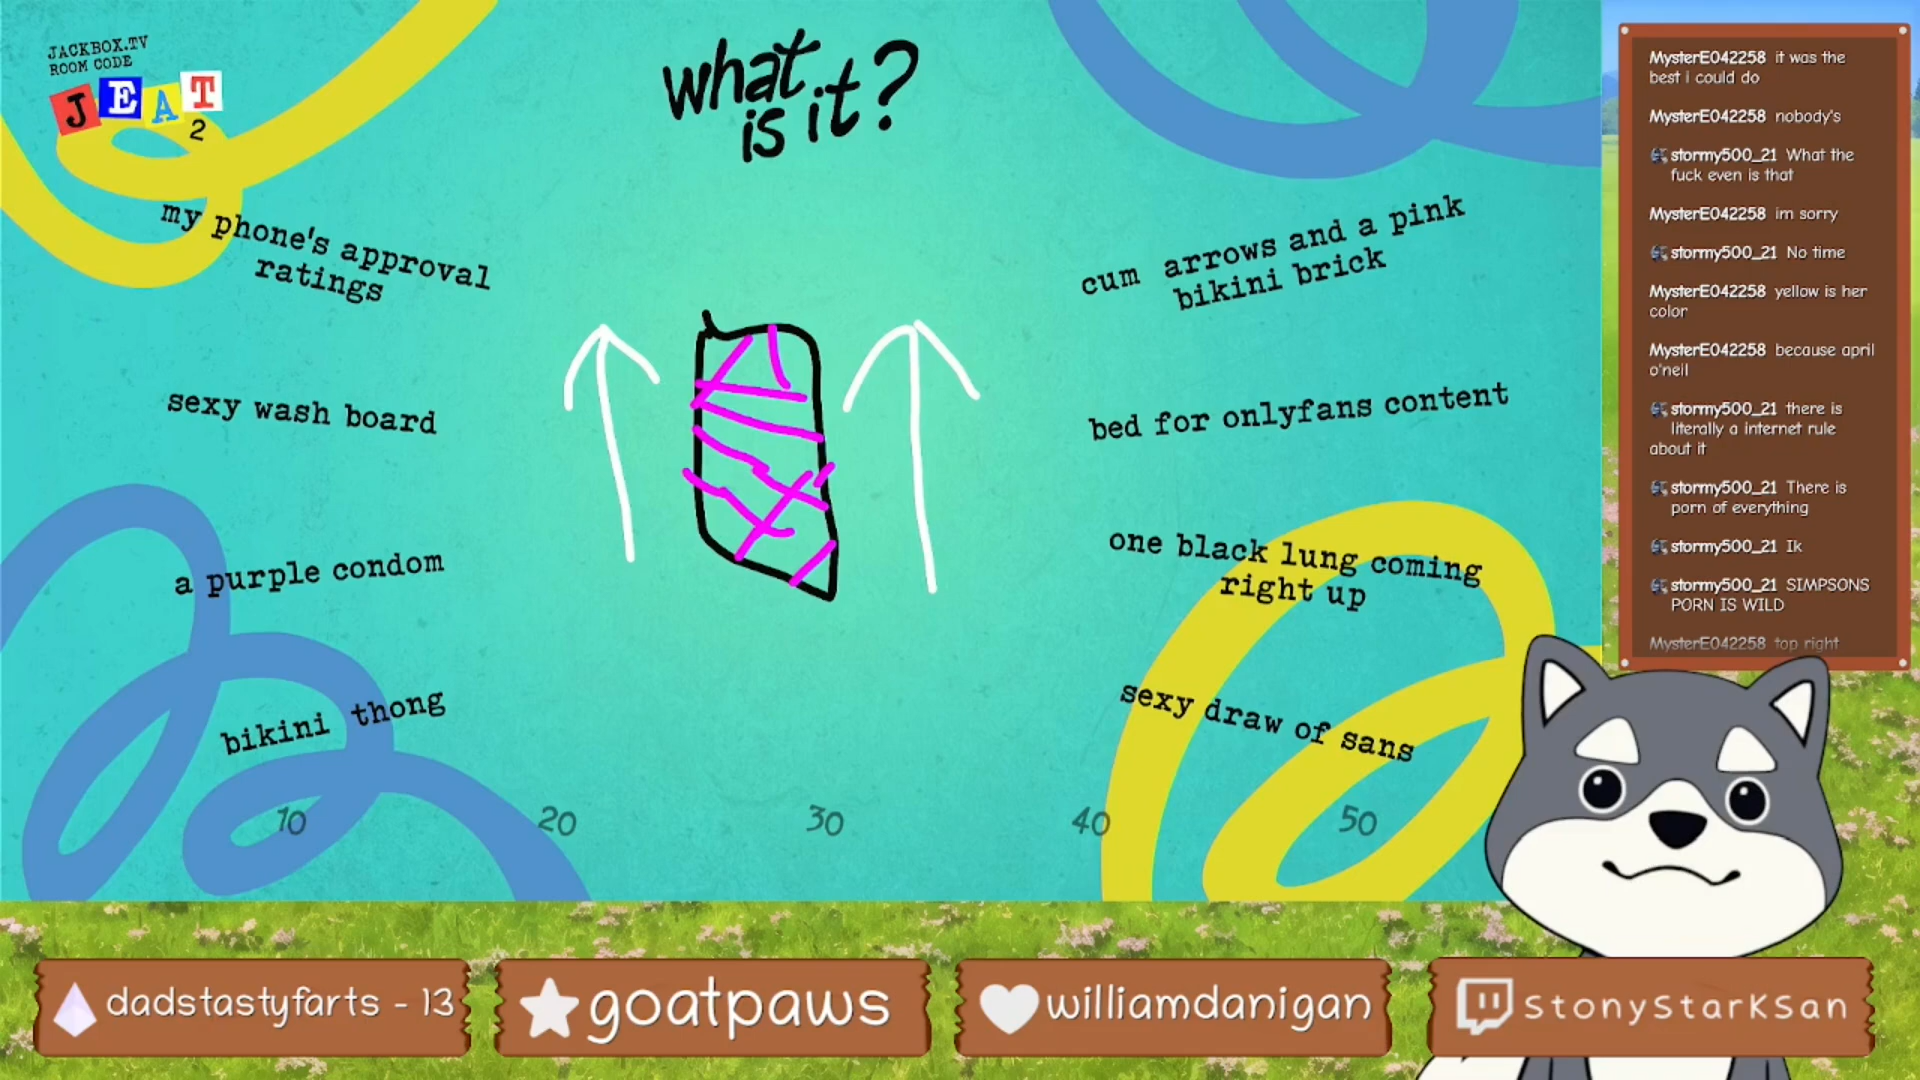 JACKBOX.TV
ROOM CODE
JEAT
2
what
is it?
my phone's approval
ratings
sexy wash board
a purple condom
bikini thong
cum arrows and a pink
bikini brick
bed for onlyfans content
one black lung coming
right up
sexy draw of sans
10 20 30 40 50
MysterE042258 it was the
best i could do
MysterE042258 nobody's
stormy500_21 What the
fuck even is that
MysterE042258 im sorry
stormy500_21 No time
MysterE042258 yellow is her
color
MysterE042258 because april
o'neil
stormy500_21 there is
literally a internet rule
about it
stormy500_21 There is
porn of everything
stormy500_21 Ik
stormy500_21 SIMPSONS
PORN IS WILD
MysterE042258 top right
dadstastyfarts - 13
goatpaws
williamdanigan
StonyStarKSan